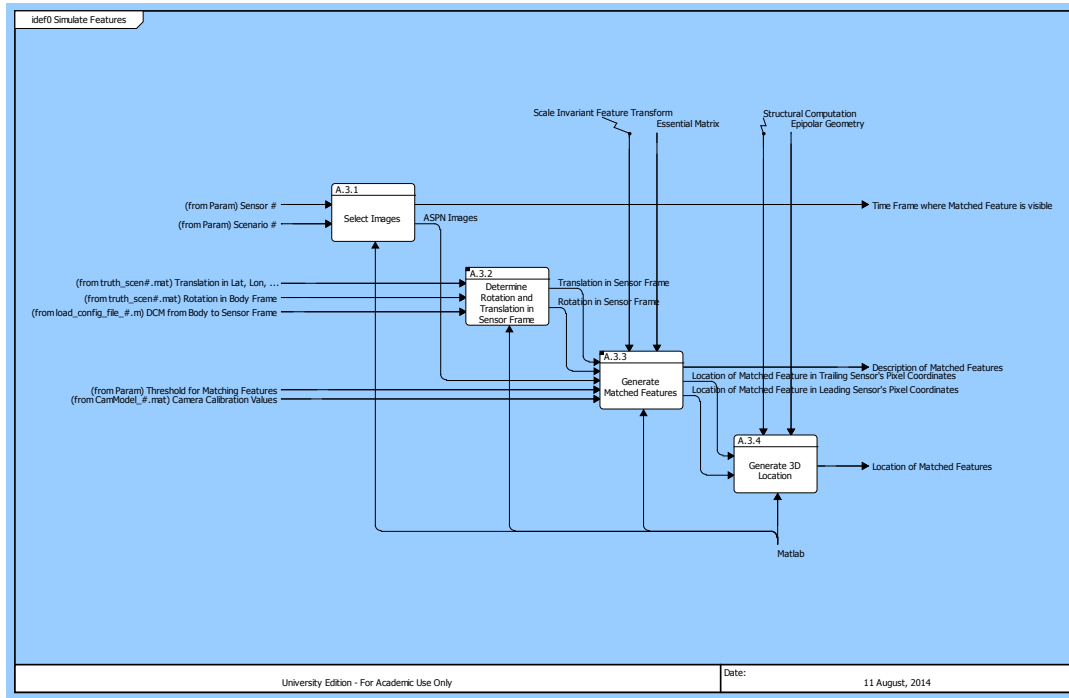 idef0 Simulate Features
Scale Invariant Feature Transform
Essential Matrix
Structural Computation
Epipolar Geometry
A.3.1
Select Images
(from Param) Sensor #
(from Param) Scenario #
ASPN Images
Time Frame where Matched Feature is visible
A.3.2
Determine
Rotation and
Translation in
Sensor Frame
(from truth_scen#.mat) Translation in Lat, Lon, ...
(from truth_scen#.mat) Rotation in Body Frame
(from load_config_file_#.m) DCM from Body to Sensor Frame
Translation in Sensor Frame
Rotation in Sensor Frame
A.3.3
Generate
Matched Features
(from Param) Threshold for Matching Features
(from CamModel_#.mat) Camera Calibration Values
Description of Matched Features
Location of Matched Feature in Trailing Sensor's Pixel Coordinates
Location of Matched Feature in Leading Sensor's Pixel Coordinates
A.3.4
Generate 3D
Location
Location of Matched Features
Matlab
University Edition - For Academic Use Only
Date:
11 August, 2014